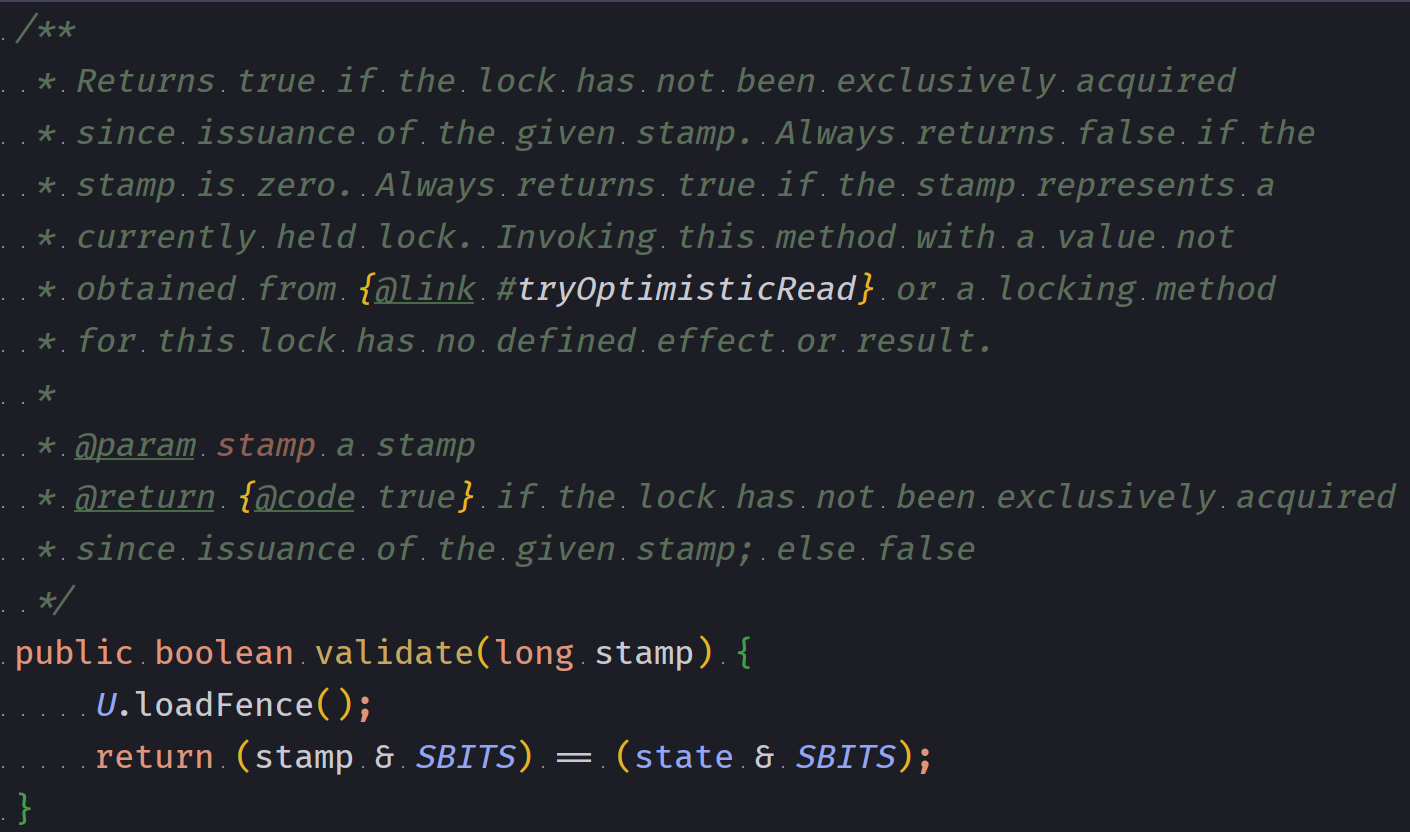 /**
 * Returns true if the lock has not been exclusively acquired
 * since issuance of the given stamp. Always returns false if the
 * stamp is zero. Always returns true if the stamp represents a
 * currently held lock. Invoking this method with a value not
 * obtained from {@link #tryOptimisticRead} or a locking method
 * for this lock has no defined effect or result.
 *
 * @param stamp a stamp
 * @return {@code true} if the lock has not been exclusively acquired
 * since issuance of the given stamp; else false
 */
public boolean validate(long stamp) {
    U.loadFence();
    return (stamp & SBITS) == (state & SBITS);
}